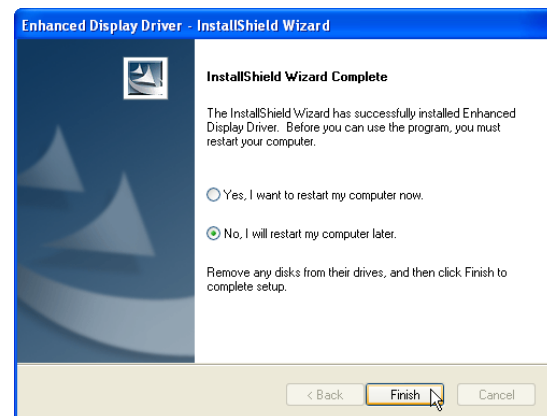 Enhanced Display Driver - InstallShield Wizard
InstallShield Wizard Complete
The InstallShield Wizard has successfully installed Enhanced
Display Driver. Before you can use the program, you must
restart your computer.
Yes, I want to restart my computer now.
No, I will restart my computer later.
Remove any disks from their drives, and then click Finish to
complete setup.
< Back Finish Cancel